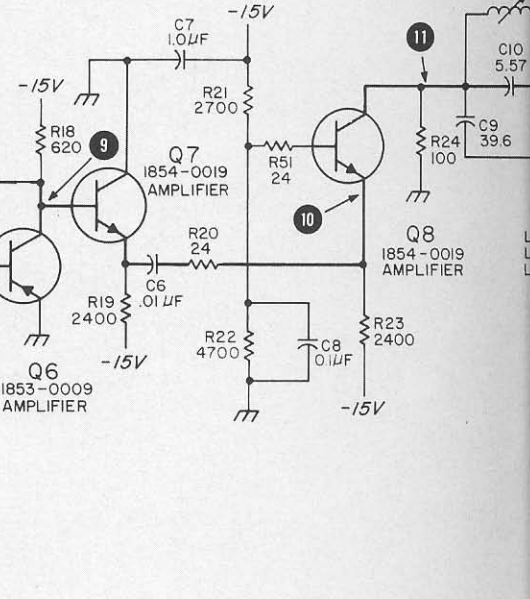 -15V
C7
1.0µF
11
C10
5.57
-15V
R21
2700
R18
620
9
Q7
1854-0019
AMPLIFIER
R51
24
R24
100
C9
39.6
10
R20
24
Q8
1854-0019
AMPLIFIER
C6
.01 µF
R19
2400
-15V
R22
4700
C8
0.1µF
R23
2400
Q6
1853-0009
AMPLIFIER
-15V
L
L
L